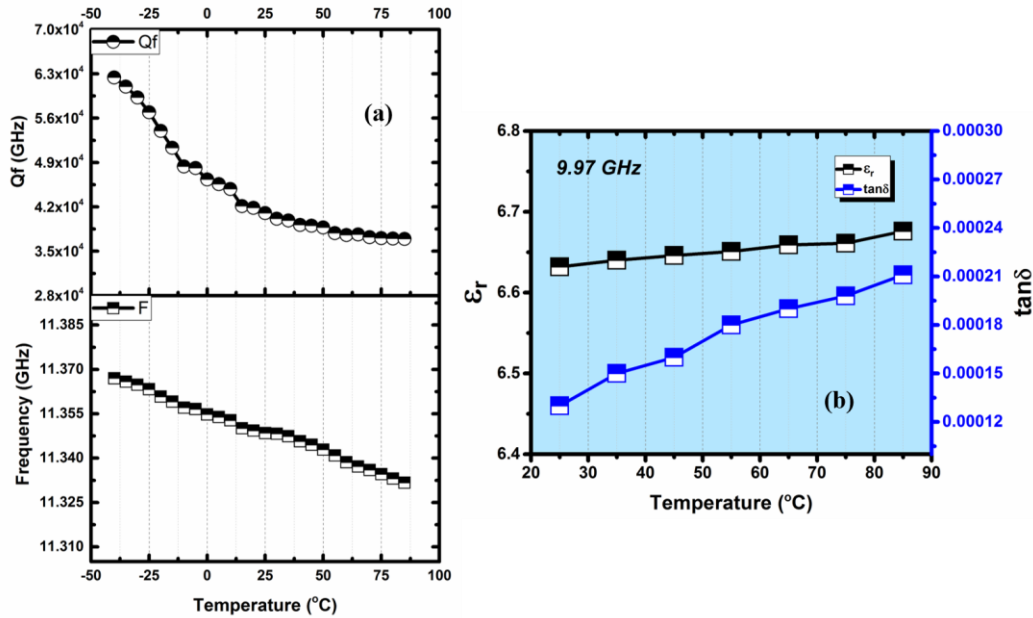 -50 -25 0 25 50 75 100
7.0x10⁴
Qf
6.3x10⁴
5.6x10⁴
4.9x10⁴
4.2x10⁴
3.5x10⁴
2.8x10⁴
Qf (GHz)
(a)
F
11.385
11.370
11.355
11.340
11.325
11.310
Frequency (GHz)
-50 -25 0 25 50 75 100
Temperature (°C)
6.8
6.7
6.6
6.5
6.4
εr
9.97 GHz
εr
tanδ
(b)
0.00030
0.00027
0.00024
0.00021
0.00018
0.00015
0.00012
tanδ
20 30 40 50 60 70 80 90
Temperature (°C)